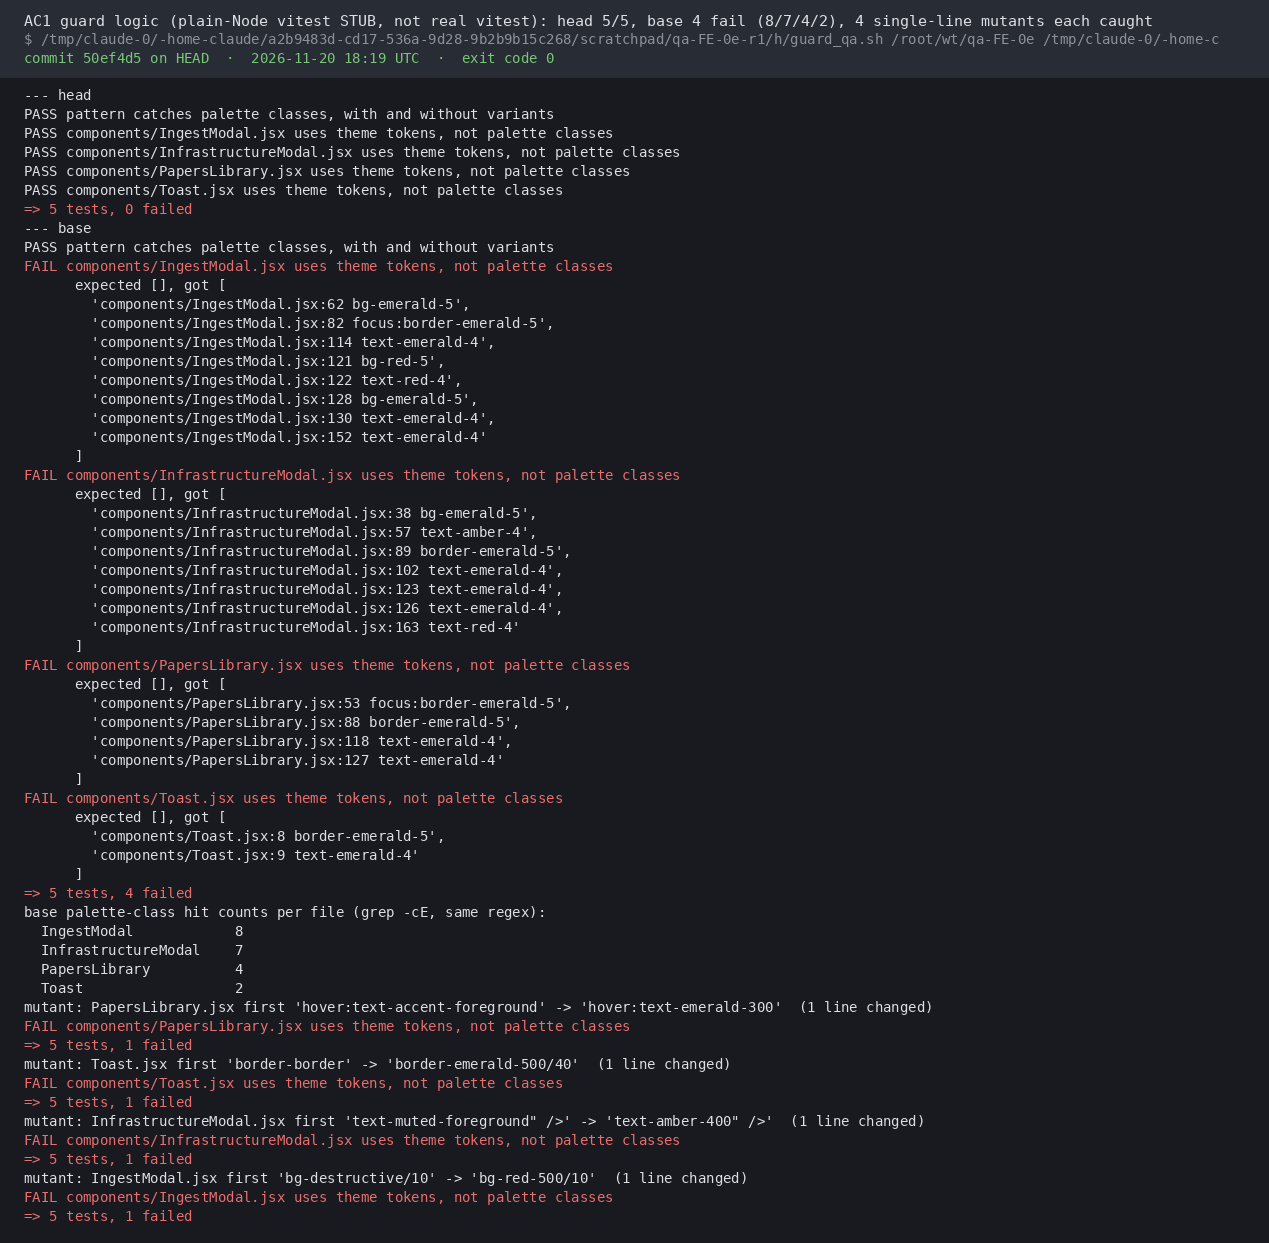 AC1 guard logic (plain-Node vitest STUB, not real vitest): head 5/5, base 4 fail (8/7/4/2), 4 single-line mutants each caught
$ /tmp/claude-0/-home-claude/a2b9483d-cd17-536a-9d28-9b2b9b15c268/scratchpad/qa-FE-0e-r1/h/guard_qa.sh /root/wt/qa-FE-0e /tmp/claude-0/-home-c
commit 50ef4d5 on HEAD · 2026-11-20 18:19 UTC · exit code 0
--- head
PASS pattern catches palette classes, with and without variants
PASS components/IngestModal.jsx uses theme tokens, not palette classes
PASS components/InfrastructureModal.jsx uses theme tokens, not palette classes
PASS components/PapersLibrary.jsx uses theme tokens, not palette classes
PASS components/Toast.jsx uses theme tokens, not palette classes
=> 5 tests, 0 failed
--- base
PASS pattern catches palette classes, with and without variants
FAIL components/IngestModal.jsx uses theme tokens, not palette classes
expected [], got [
'components/IngestModal.jsx:62 bg-emerald-5',
'components/IngestModal.jsx:82 focus:border-emerald-5',
'components/IngestModal.jsx:114 text-emerald-4',
'components/IngestModal.jsx:121 bg-red-5',
'components/IngestModal.jsx:122 text-red-4',
'components/IngestModal.jsx:128 bg-emerald-5',
'components/IngestModal.jsx:130 text-emerald-4',
'components/IngestModal.jsx:152 text-emerald-4'
]
FAIL components/InfrastructureModal.jsx uses theme tokens, not palette classes
expected [], got [
'components/InfrastructureModal.jsx:38 bg-emerald-5',
'components/InfrastructureModal.jsx:57 text-amber-4',
'components/InfrastructureModal.jsx:89 border-emerald-5',
'components/InfrastructureModal.jsx:102 text-emerald-4',
'components/InfrastructureModal.jsx:123 text-emerald-4',
'components/InfrastructureModal.jsx:126 text-emerald-4',
'components/InfrastructureModal.jsx:163 text-red-4'
]
FAIL components/PapersLibrary.jsx uses theme tokens, not palette classes
expected [], got [
'components/PapersLibrary.jsx:53 focus:border-emerald-5',
'components/PapersLibrary.jsx:88 border-emerald-5',
'components/PapersLibrary.jsx:118 text-emerald-4',
'components/PapersLibrary.jsx:127 text-emerald-4'
]
FAIL components/Toast.jsx uses theme tokens, not palette classes
expected [], got [
'components/Toast.jsx:8 border-emerald-5',
'components/Toast.jsx:9 text-emerald-4'
]
=> 5 tests, 4 failed
base palette-class hit counts per file (grep -cE, same regex):
IngestModal 8
InfrastructureModal 7
PapersLibrary 4
Toast 2
mutant: PapersLibrary.jsx first 'hover:text-accent-foreground' -> 'hover:text-emerald-300' (1 line changed)
FAIL components/PapersLibrary.jsx uses theme tokens, not palette classes
=> 5 tests, 1 failed
mutant: Toast.jsx first 'border-border' -> 'border-emerald-500/40' (1 line changed)
FAIL components/Toast.jsx uses theme tokens, not palette classes
=> 5 tests, 1 failed
mutant: InfrastructureModal.jsx first 'text-muted-foreground" />' -> 'text-amber-400" />' (1 line changed)
FAIL components/InfrastructureModal.jsx uses theme tokens, not palette classes
=> 5 tests, 1 failed
mutant: IngestModal.jsx first 'bg-destructive/10' -> 'bg-red-500/10' (1 line changed)
FAIL components/IngestModal.jsx uses theme tokens, not palette classes
=> 5 tests, 1 failed